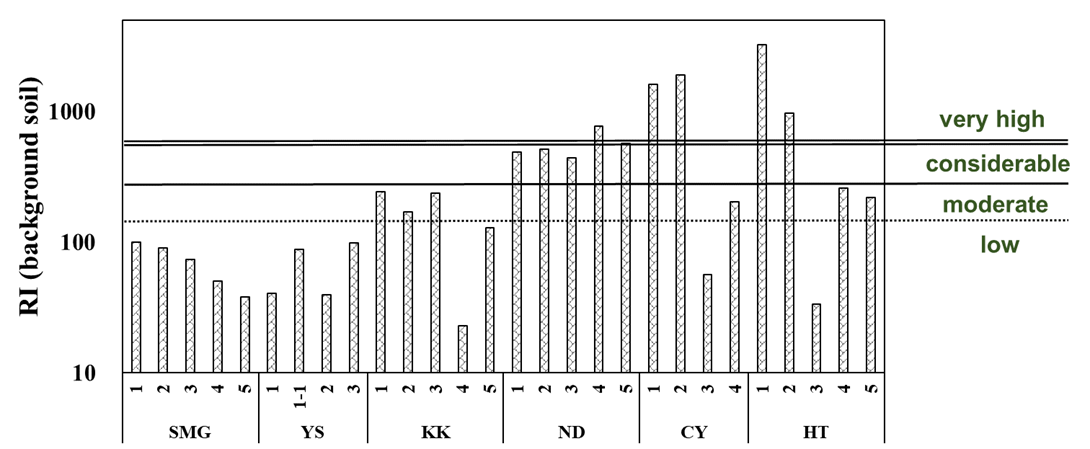 RI (background soil)
1000
100
10
very high
considerable
moderate
low
1 2 3 4 5 1 1-1 2 3 1 2 3 4 5 1 2 3 4 5 1 2 3 4 1 2 3 4 5
SMG YS KK ND CY HT